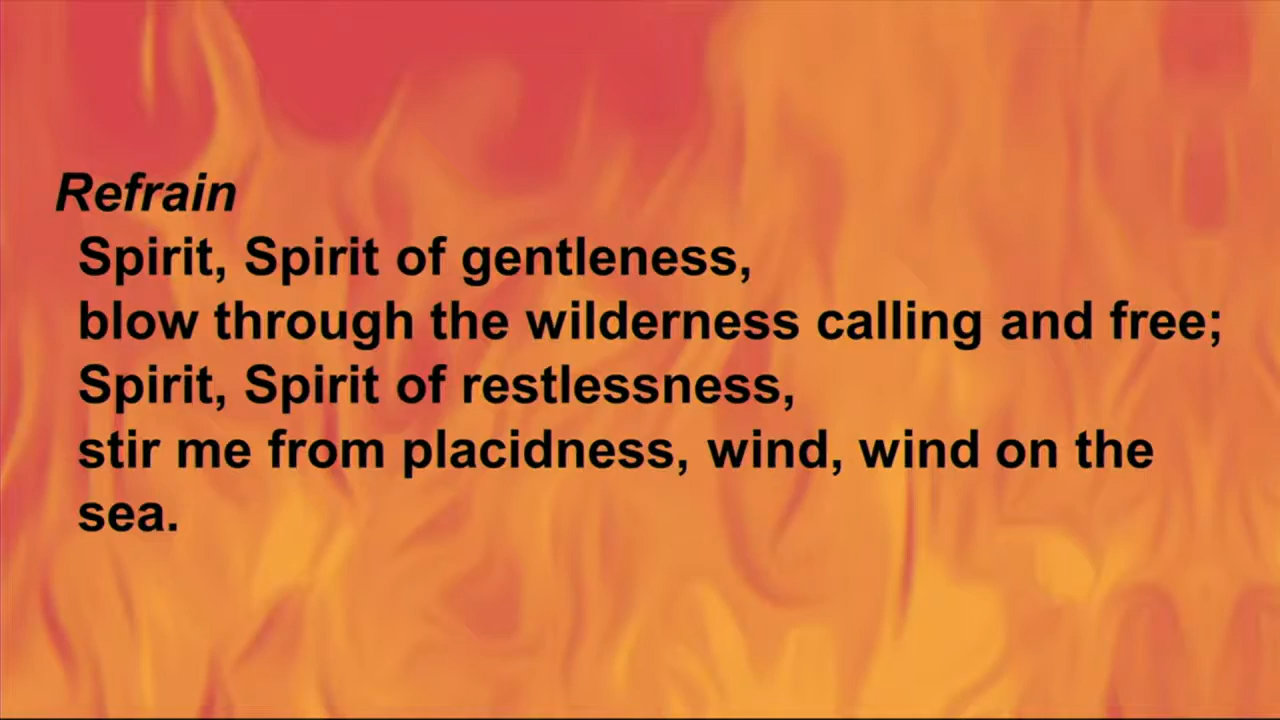 Refrain
Spirit, Spirit of gentleness,
blow through the wilderness calling and free;
Spirit, Spirit of restlessness,
stir me from placidness, wind, wind on the
sea.